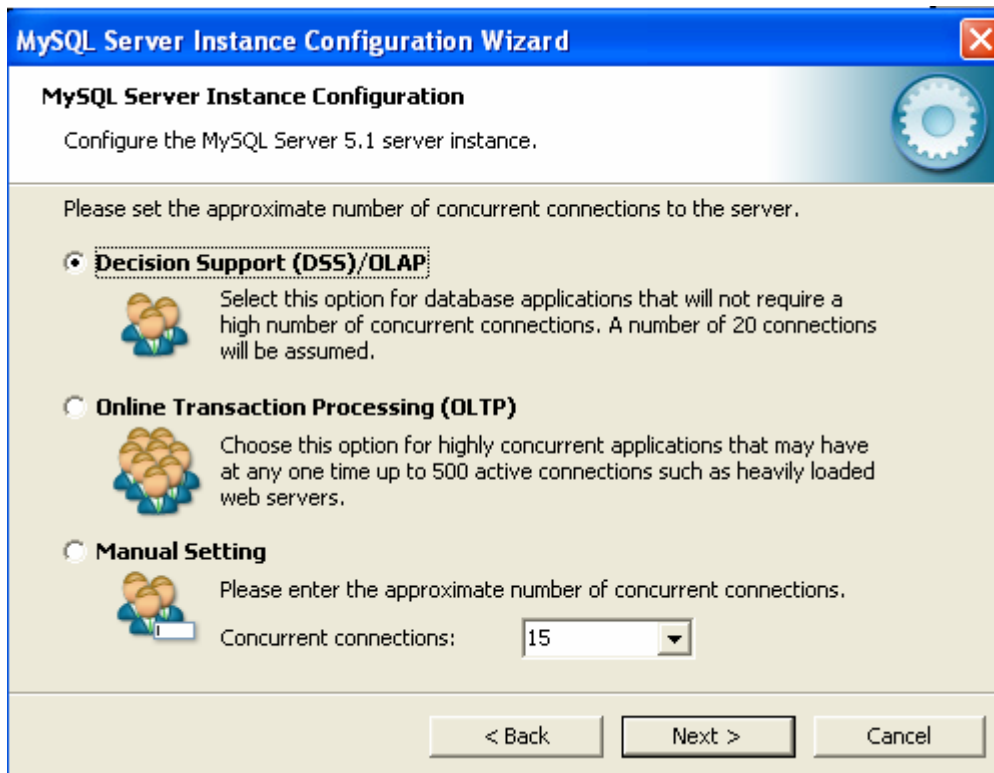 MySQL Server Instance Configuration Wizard
MySQL Server Instance Configuration
Configure the MySQL Server 5.1 server instance.
Please set the approximate number of concurrent connections to the server.
Decision Support (DSS)/OLAP
Select this option for database applications that will not require a
high number of concurrent connections. A number of 20 connections
will be assumed.
Online Transaction Processing (OLTP)
Choose this option for highly concurrent applications that may have
at any one time up to 500 active connections such as heavily loaded
web servers.
Manual Setting
Please enter the approximate number of concurrent connections.
Concurrent connections: 15
< Back Next > Cancel